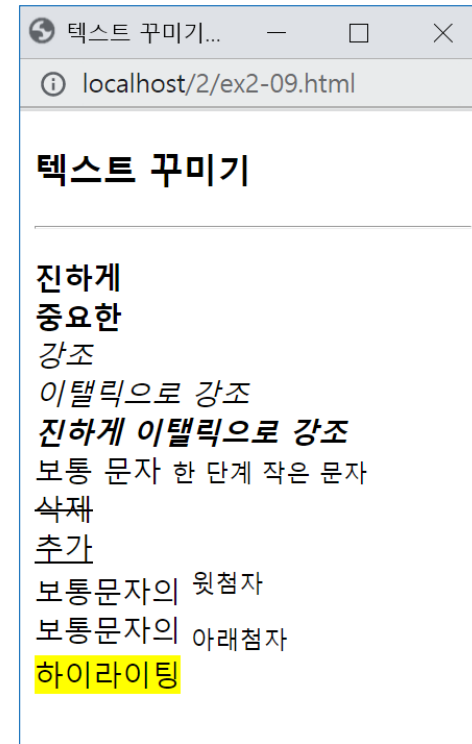 텍스트 꾸미기...
localhost/2/ex2-09.html
텍스트 꾸미기
진하게
중요한
강조
이탤릭으로 강조
진하게 이탤릭으로 강조
보통 문자 한 단계 작은 문자
삭제
추가
보통문자의 윗첨자
보통문자의 아래첨자
하이라이팅